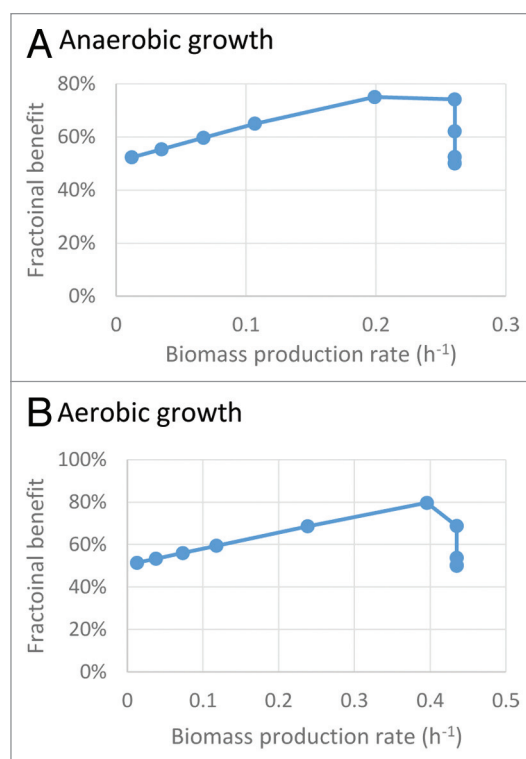 A Anaerobic growth
80%
60%
40%
20%
0%
Fractoinal benefit
0 0.1 0.2 0.3
Biomass production rate (h⁻¹)
B Aerobic growth
100%
80%
60%
40%
20%
0%
Fractoinal benefit
0 0.1 0.2 0.3 0.4 0.5
Biomass production rate (h⁻¹)